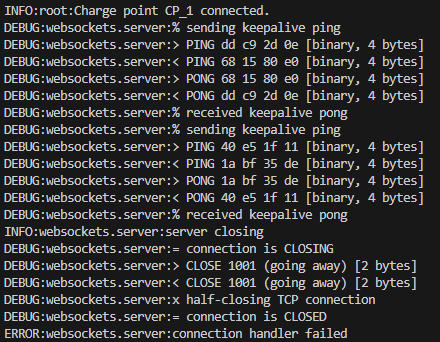 INFO:root:Charge point CP_1 connected.
DEBUG:websockets.server:% sending keepalive ping
DEBUG:websockets.server:> PING dd c9 2d 0e [binary, 4 bytes]
DEBUG:websockets.server:< PING 68 15 80 e0 [binary, 4 bytes]
DEBUG:websockets.server:> PONG 68 15 80 e0 [binary, 4 bytes]
DEBUG:websockets.server:< PONG dd c9 2d 0e [binary, 4 bytes]
DEBUG:websockets.server:% received keepalive pong
DEBUG:websockets.server:% sending keepalive ping
DEBUG:websockets.server:> PING 40 e5 1f 11 [binary, 4 bytes]
DEBUG:websockets.server:< PING 1a bf 35 de [binary, 4 bytes]
DEBUG:websockets.server:> PONG 1a bf 35 de [binary, 4 bytes]
DEBUG:websockets.server:< PONG 40 e5 1f 11 [binary, 4 bytes]
DEBUG:websockets.server:% received keepalive pong
INFO:websockets.server:server closing
DEBUG:websockets.server:= connection is CLOSING
DEBUG:websockets.server:> CLOSE 1001 (going away) [2 bytes]
DEBUG:websockets.server:< CLOSE 1001 (going away) [2 bytes]
DEBUG:websockets.server:x half-closing TCP connection
DEBUG:websockets.server:= connection is CLOSED
ERROR:websockets.server:connection handler failed